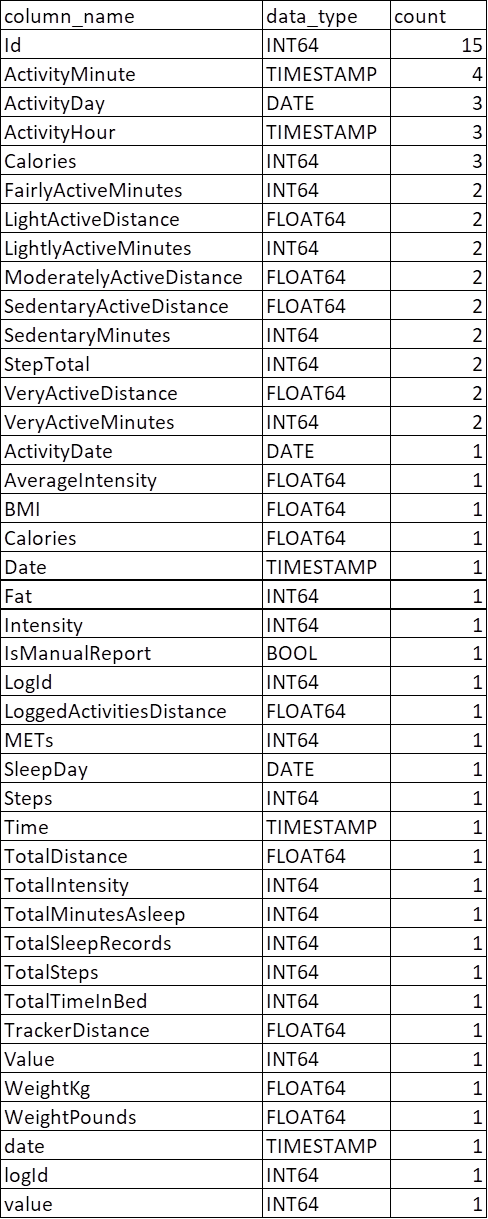 column_name data_type count
Id INT64 15
ActivityMinute TIMESTAMP 4
ActivityDay DATE 3
ActivityHour TIMESTAMP 3
Calories INT64 3
FairlyActiveMinutes INT64 2
LightActiveDistance FLOAT64 2
LightlyActiveMinutes INT64 2
ModeratelyActiveDistance FLOAT64 2
SedentaryActiveDistance FLOAT64 2
SedentaryMinutes INT64 2
StepTotal INT64 2
VeryActiveDistance FLOAT64 2
VeryActiveMinutes INT64 2
ActivityDate DATE 1
AverageIntensity FLOAT64 1
BMI FLOAT64 1
Calories FLOAT64 1
Date TIMESTAMP 1
Fat INT64 1
Intensity INT64 1
IsManualReport BOOL 1
LogId INT64 1
LoggedActivitiesDistance FLOAT64 1
METs INT64 1
SleepDay DATE 1
Steps INT64 1
Time TIMESTAMP 1
TotalDistance FLOAT64 1
TotalIntensity INT64 1
TotalMinutesAsleep INT64 1
TotalSleepRecords INT64 1
TotalSteps INT64 1
TotalTimeInBed INT64 1
TrackerDistance FLOAT64 1
Value INT64 1
WeightKg FLOAT64 1
WeightPounds FLOAT64 1
date TIMESTAMP 1
logId INT64 1
value INT64 1